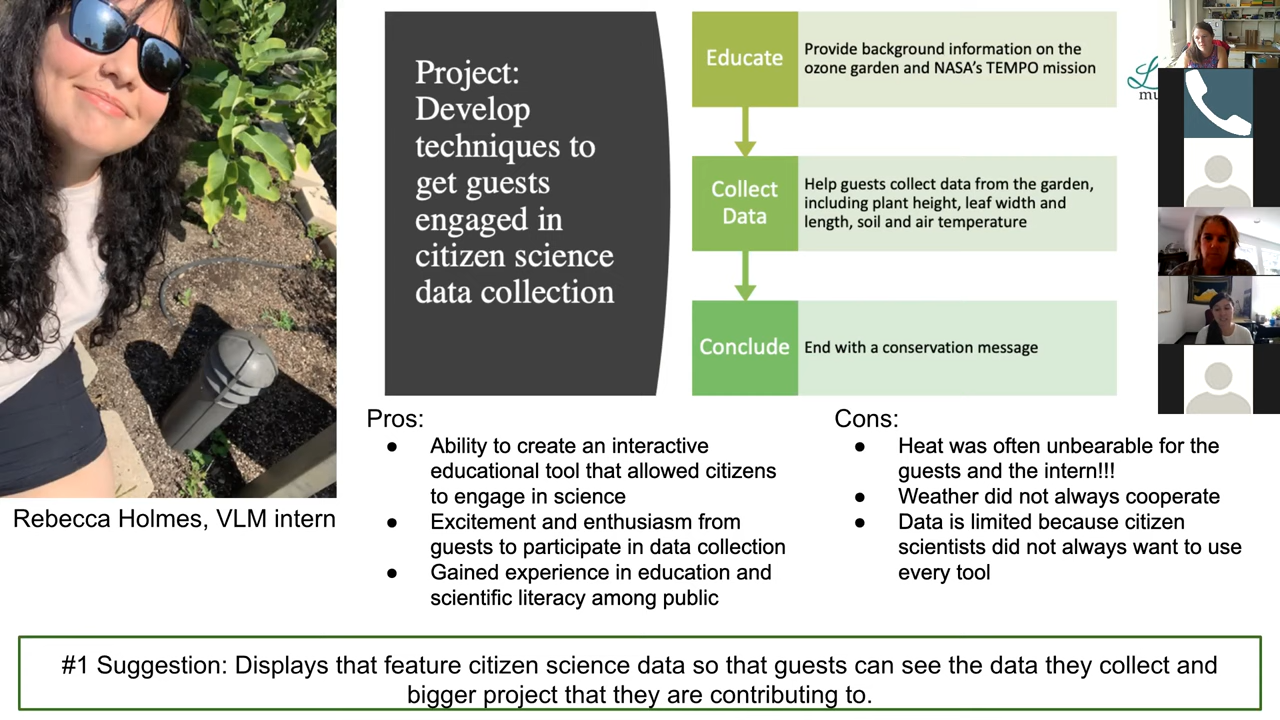 Project:
Develop
techniques to
get guests
engaged in
citizen science
data collection
Educate
Provide background information on the
ozone garden and NASA's TEMPO mission
Collect
Data
Help guests collect data from the garden,
including plant height, leaf width and
length, soil and air temperature
Conclude
End with a conservation message
Rebecca Holmes, VLM intern
Pros:
● Ability to create an interactive
educational tool that allowed citizens
to engage in science
● Excitement and enthusiasm from
guests to participate in data collection
● Gained experience in education and
scientific literacy among public
Cons:
● Heat was often unbearable for the
guests and the intern!!!
● Weather did not always cooperate
● Data is limited because citizen
scientists did not always want to use
every tool
#1 Suggestion: Displays that feature citizen science data so that guests can see the data they collect and
bigger project that they are contributing to.